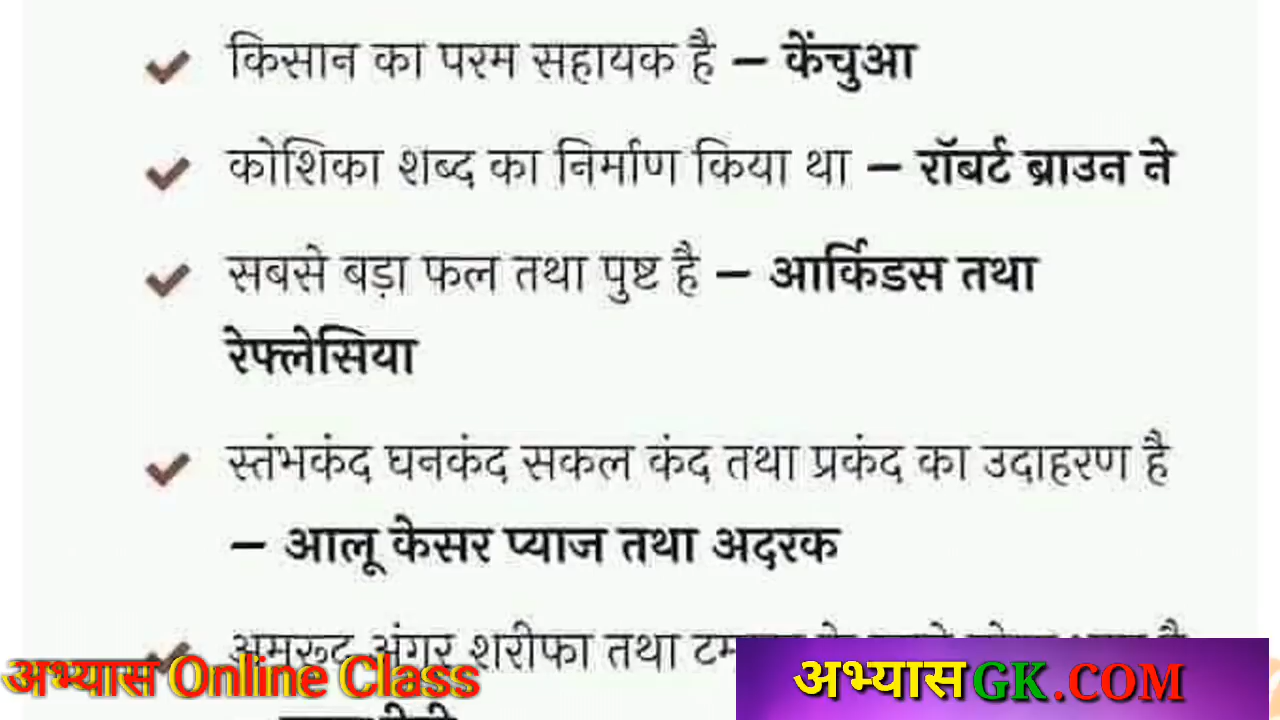 किसान का परम सहायक है – केंचुआ
कोशिका शब्द का निर्माण किया था – रॉबर्ट ब्राउन ने
सबसे बड़ा फल तथा पुष्ट है – आर्किडस तथा
रेफ्लेसिया
स्तंभकंद घनकंद सकल कंद तथा प्रकंद का उदाहरण है
– आलू केसर प्याज तथा अदरक
अमरूद अंगूर शरीफा तथा
अभ्यास Online Class
अभ्यास GK.COM